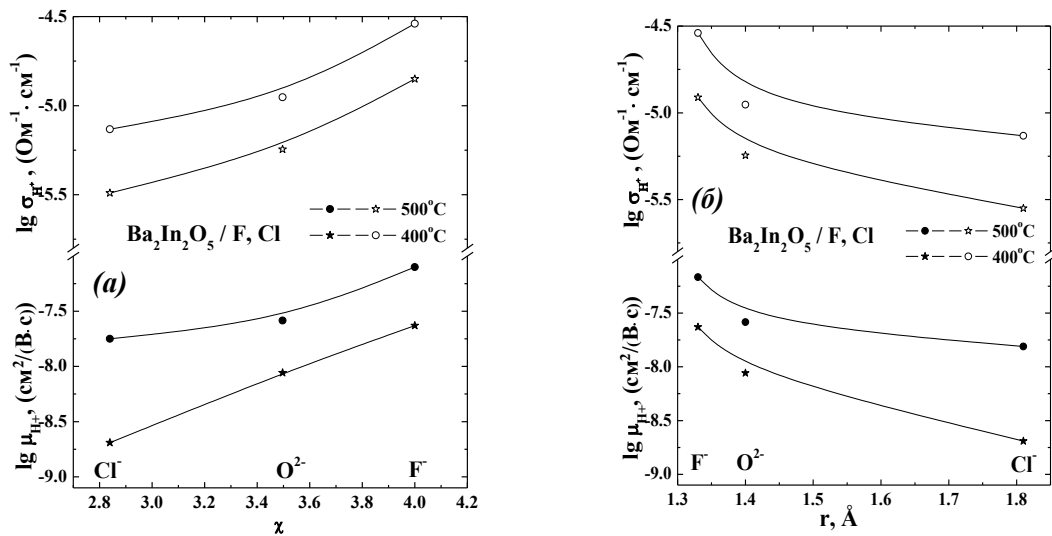 -4.5
-5.0
-5.5
-7.5
-8.0
-8.5
-9.0
lg σH⁺, (Ом⁻¹· см⁻¹)
lg μH+, (см²/(В·с))
500°C
400°C
Ba₂In₂O₅ / F, Cl
(а)
Cl⁻ O²⁻ F⁻
2.8 3.0 3.2 3.4 3.6 3.8 4.0 4.2
χ
-4.5
-5.0
-5.5
-7.5
-8.0
-8.5
-9.0
lg σH⁺, (Ом⁻¹· см⁻¹)
lg μH+, (см²/(В·с))
(б)
500°C
Ba₂In₂O₅ / F, Cl
400°C
F⁻ O²⁻ Cl⁻
1.3 1.4 1.5 1.6 1.7 1.8
r, Å